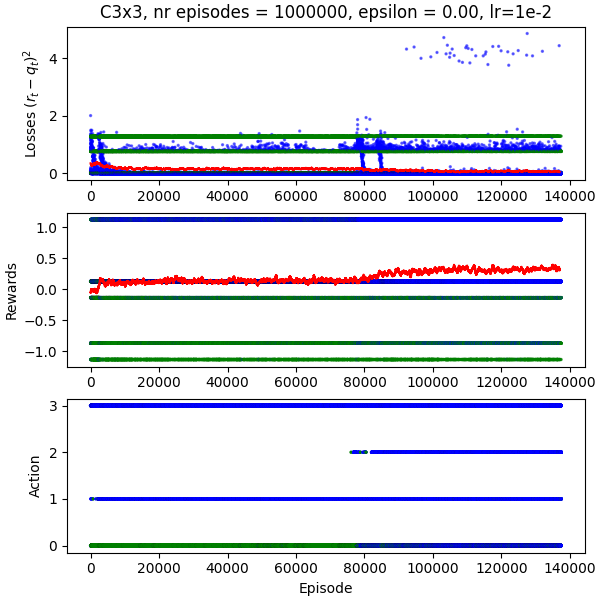 C3x3, nr episodes = 1000000, epsilon = 0.00, lr=1e-2
Losses $(r_t - q_t)^2$
4
2
0
0 20000 40000 60000 80000 100000 120000 140000
Rewards
1.0
0.5
0.0
−0.5
−1.0
0 20000 40000 60000 80000 100000 120000 140000
Action
3
2
1
0
0 20000 40000 60000 80000 100000 120000 140000
Episode